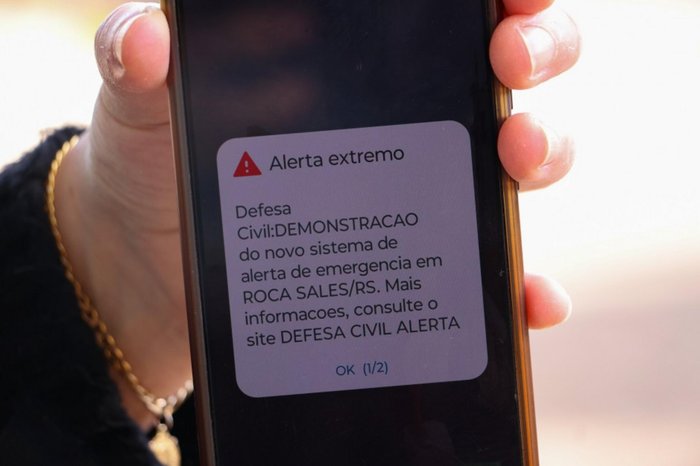 Alerta extremo
Defesa
Civil:DEMONSTRACAO
do novo sistema de
alerta de emergencia em
ROCA SALES/RS. Mais
informacoes, consulte o
site DEFESA CIVIL ALERTA
OK (1/2)